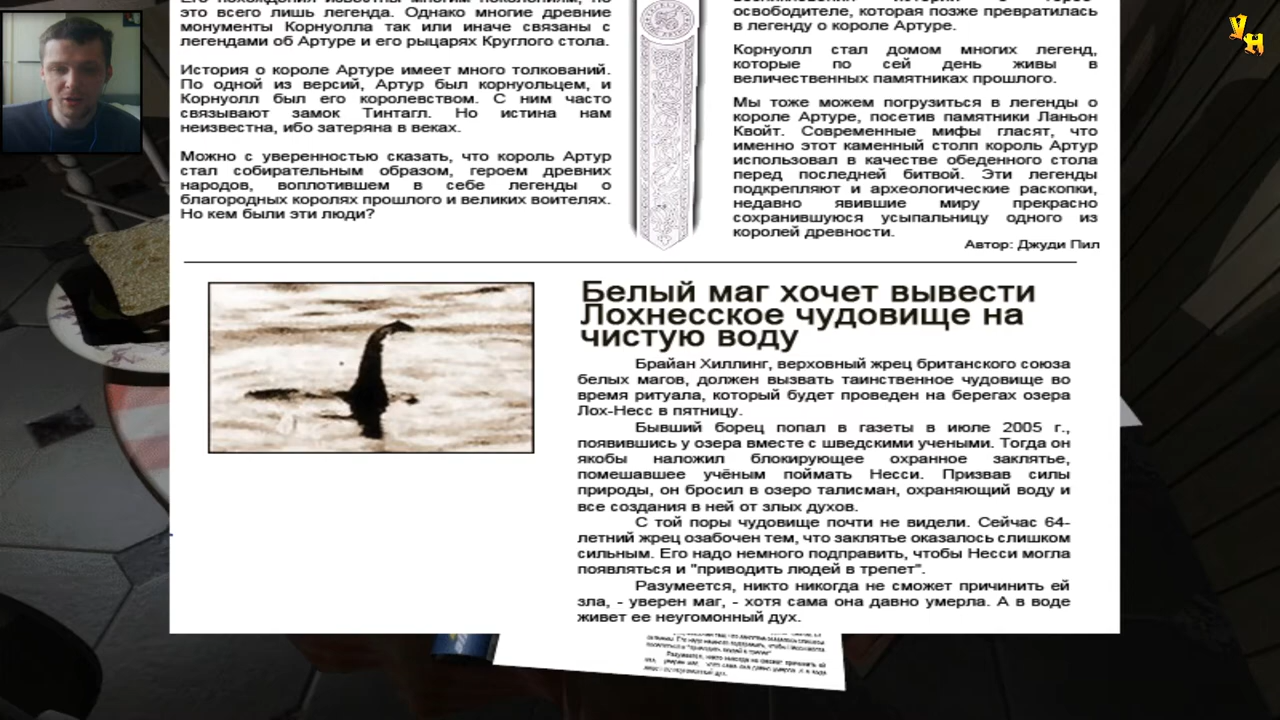 это всего лишь легенда. Однако многие древние
монументы Корнуолла так или иначе связаны с
легендами об Артуре и его рыцарях Круглого стола.
История о короле Артуре имеет много толкований.
По одной из версий, Артур был корнуольцем, и
Корнуолл был его королевством. С ним часто
связывают замок Тинтагл. Но истина нам
неизвестна, ибо затеряна в веках.
Можно с уверенностью сказать, что король Артур
стал собирательным образом, героем древних
народов, воплотившем в себе легенды о
благородных королях прошлого и великих воителях.
Но кем были эти люди?
освободителе, которая позже превратилась
в легенду о короле Артуре.
Корнуолл стал домом многих легенд,
которые по сей день живы в
величественных памятниках прошлого.
Мы тоже можем погрузиться в легенды о
короле Артуре, посетив памятники Ланьон
Квойт. Современные мифы гласят, что
именно этот каменный столп король Артур
использовал в качестве обеденного стола
перед последней битвой. Эти легенды
подкрепляют и археологические раскопки,
недавно явившие миру прекрасно
сохранившуюся усыпальницу одного из
королей древности.
Автор: Джуди Пил
Белый маг хочет вывести
Лохнесское чудовище на
чистую воду
Брайан Хиллинг, верховный жрец британского союза
белых магов, должен вызвать таинственное чудовище во
время ритуала, который будет проведен на берегах озера
Лох-Несс в пятницу.
Бывший борец попал в газеты в июле 2005 г.,
появившись у озера вместе с шведскими учеными. Тогда он
якобы наложил блокирующее охранное заклятье,
помешавшее учёным поймать Несси. Призвав силы
природы, он бросил в озеро талисман, охраняющий воду и
все создания в ней от злых духов.
С той поры чудовище почти не видели. Сейчас 64-
летний жрец озабочен тем, что заклятье оказалось слишком
сильным. Его надо немного подправить, чтобы Несси могла
появляться и "приводить людей в трепет".
Разумеется, никто никогда не сможет причинить ей
зла, - уверен маг, - хотя сама она давно умерла. А в воде
живет ее неугомонный дух.
УН